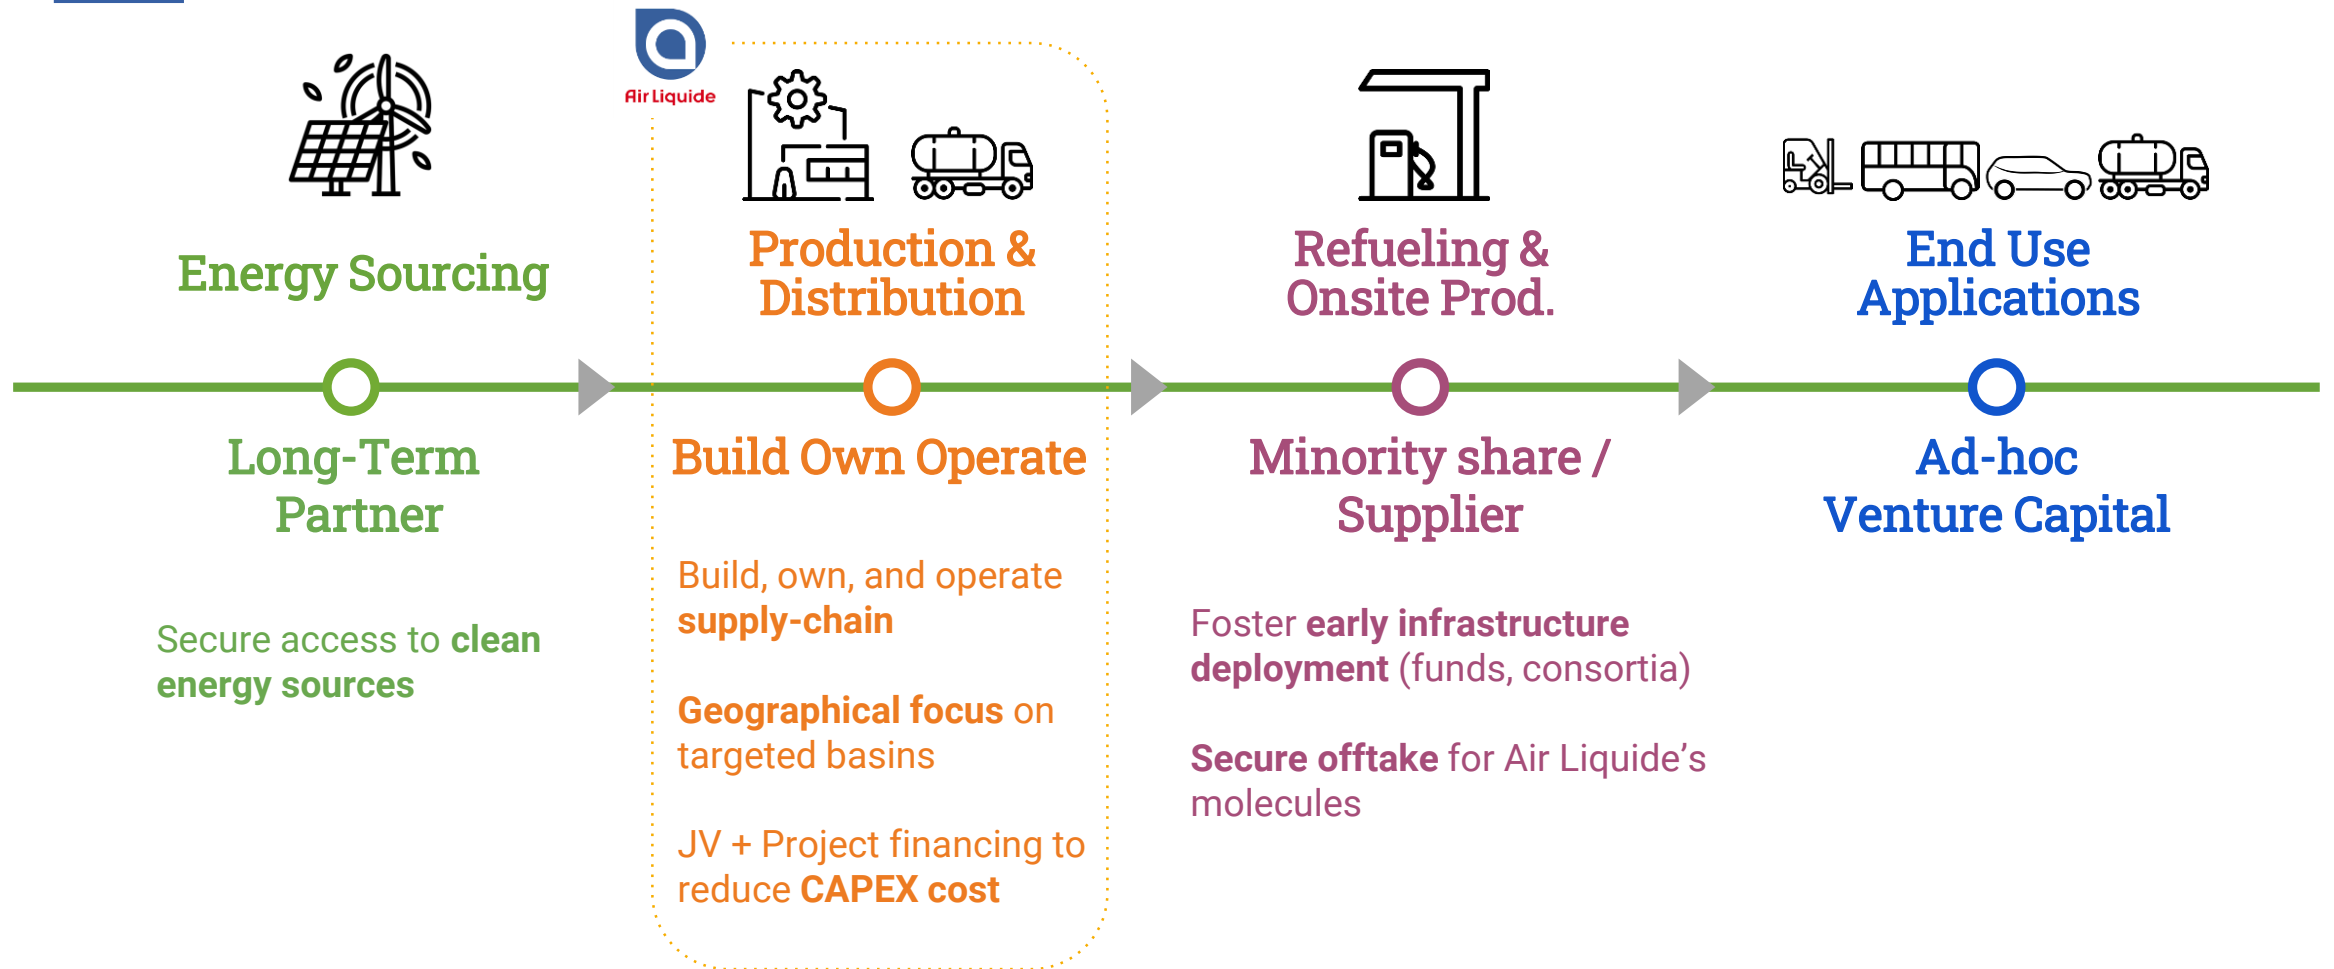 Air Liquide
Energy Sourcing
Long-Term
Partner
Secure access to clean
energy sources
Production &
Distribution
Build Own Operate
Build, own, and operate
supply-chain
Geographical focus on
targeted basins
JV + Project financing to
reduce CAPEX cost
Refueling &
Onsite Prod.
Minority share /
Supplier
Foster early infrastructure
deployment (funds, consortia)
Secure offtake for Air Liquide’s
molecules
End Use
Applications
Ad-hoc
Venture Capital